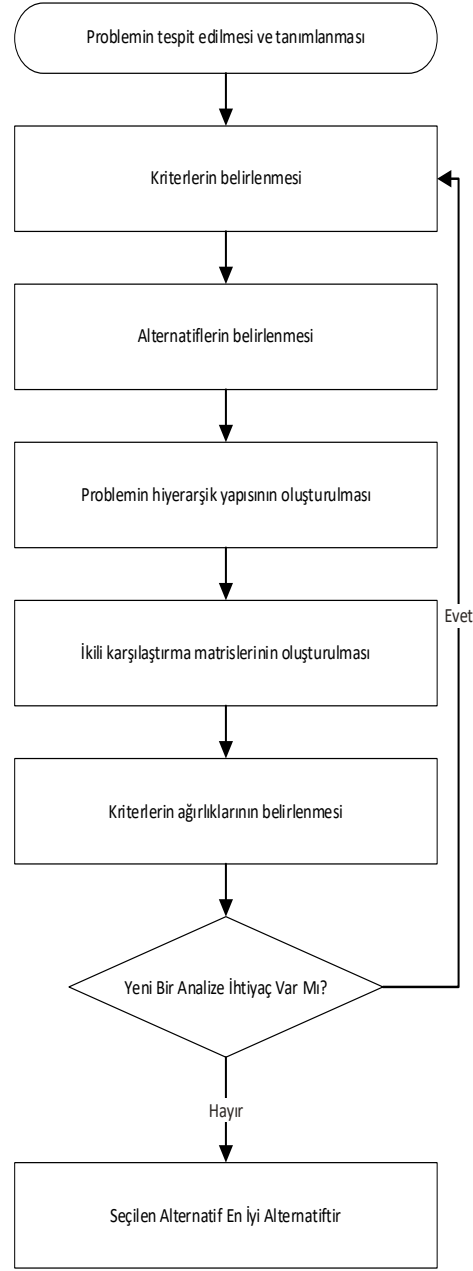 Problemin tespit edilmesi ve tanımlanması
Kriterlerin belirlenmesi
Alternatiflerin belirlenmesi
Problemin hiyerarşik yapısının oluşturulması
Evet
İkili karşılaştırma matrislerinin oluşturulması
Kriterlerin ağırlıklarının belirlenmesi
Yeni Bir Analize İhtiyaç Var Mı?
Hayır
Seçilen Alternatif En İyi Alternatiftir